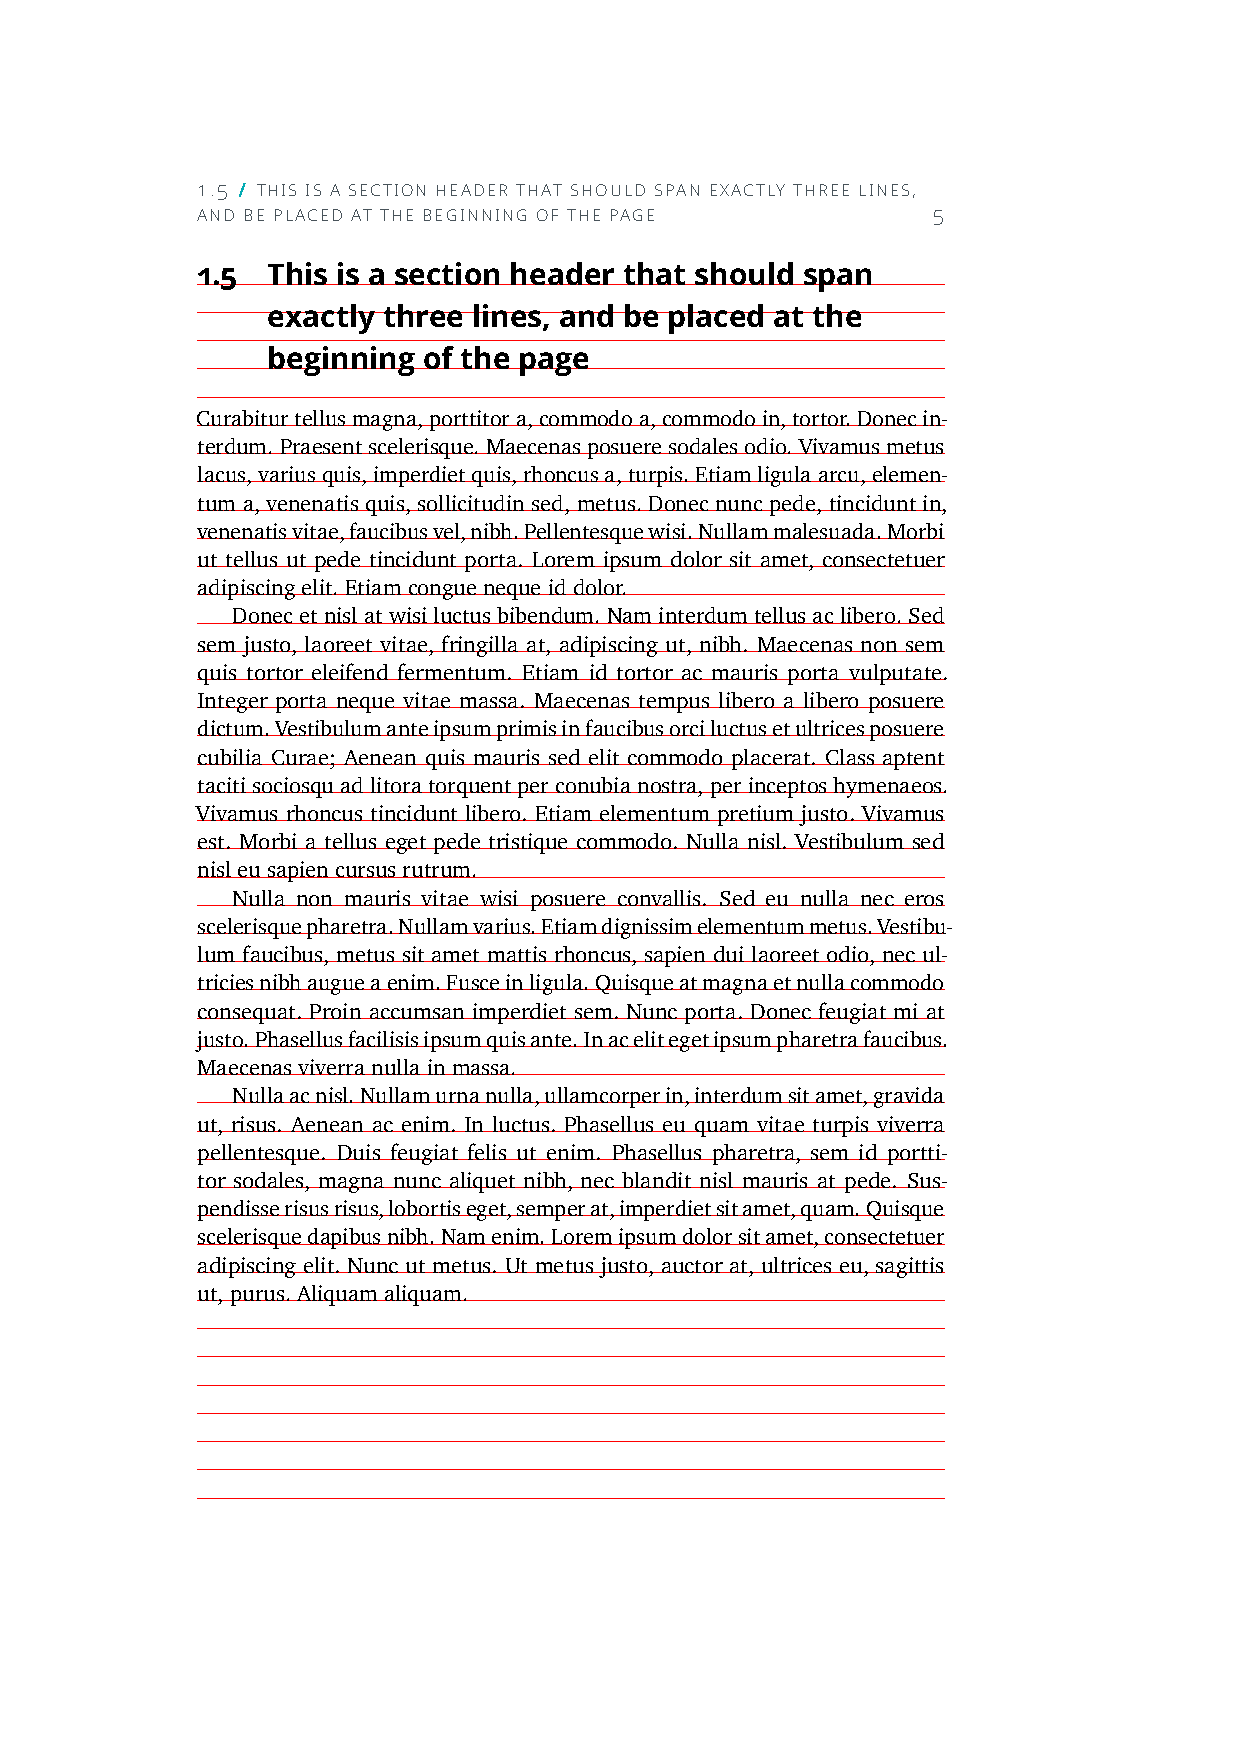 1.5 / THIS IS A SECTION HEADER THAT SHOULD SPAN EXACTLY THREE LINES,
AND BE PLACED AT THE BEGINNING OF THE PAGE 5
1.5 This is a section header that should span
exactly three lines, and be placed at the
beginning of the page
Curabitur tellus magna, porttitor a, commodo a, commodo in, tortor. Donec in-
terdum. Praesent scelerisque. Maecenas posuere sodales odio. Vivamus metus
lacus, varius quis, imperdiet quis, rhoncus a, turpis. Etiam ligula arcu, elemen-
tum a, venenatis quis, sollicitudin sed, metus. Donec nunc pede, tincidunt in,
venenatis vitae, faucibus vel, nibh. Pellentesque wisi. Nullam malesuada. Morbi
ut tellus ut pede tincidunt porta. Lorem ipsum dolor sit amet, consectetuer
adipiscing elit. Etiam congue neque id dolor.
Donec et nisl at wisi luctus bibendum. Nam interdum tellus ac libero. Sed
sem justo, laoreet vitae, fringilla at, adipiscing ut, nibh. Maecenas non sem
quis tortor eleifend fermentum. Etiam id tortor ac mauris porta vulputate.
Integer porta neque vitae massa. Maecenas tempus libero a libero posuere
dictum. Vestibulum ante ipsum primis in faucibus orci luctus et ultrices posuere
cubilia Curae; Aenean quis mauris sed elit commodo placerat. Class aptent
taciti sociosqu ad litora torquent per conubia nostra, per inceptos hymenaeos.
Vivamus rhoncus tincidunt libero. Etiam elementum pretium justo. Vivamus
est. Morbi a tellus eget pede tristique commodo. Nulla nisl. Vestibulum sed
nisl eu sapien cursus rutrum.
Nulla non mauris vitae wisi posuere convallis. Sed eu nulla nec eros
scelerisque pharetra. Nullam varius. Etiam dignissim elementum metus. Vestibu-
lum faucibus, metus sit amet mattis rhoncus, sapien dui laoreet odio, nec ul-
tricies nibh augue a enim. Fusce in ligula. Quisque at magna et nulla commodo
consequat. Proin accumsan imperdiet sem. Nunc porta. Donec feugiat mi at
justo. Phasellus facilisis ipsum quis ante. In ac elit eget ipsum pharetra faucibus.
Maecenas viverra nulla in massa.
Nulla ac nisl. Nullam urna nulla, ullamcorper in, interdum sit amet, gravida
ut, risus. Aenean ac enim. In luctus. Phasellus eu quam vitae turpis viverra
pellentesque. Duis feugiat felis ut enim. Phasellus pharetra, sem id portti-
tor sodales, magna nunc aliquet nibh, nec blandit nisl mauris at pede. Sus-
pendisse risus risus, lobortis eget, semper at, imperdiet sit amet, quam. Quisque
scelerisque dapibus nibh. Nam enim. Lorem ipsum dolor sit amet, consectetuer
adipiscing elit. Nunc ut metus. Ut metus justo, auctor at, ultrices eu, sagittis
ut, purus. Aliquam aliquam.